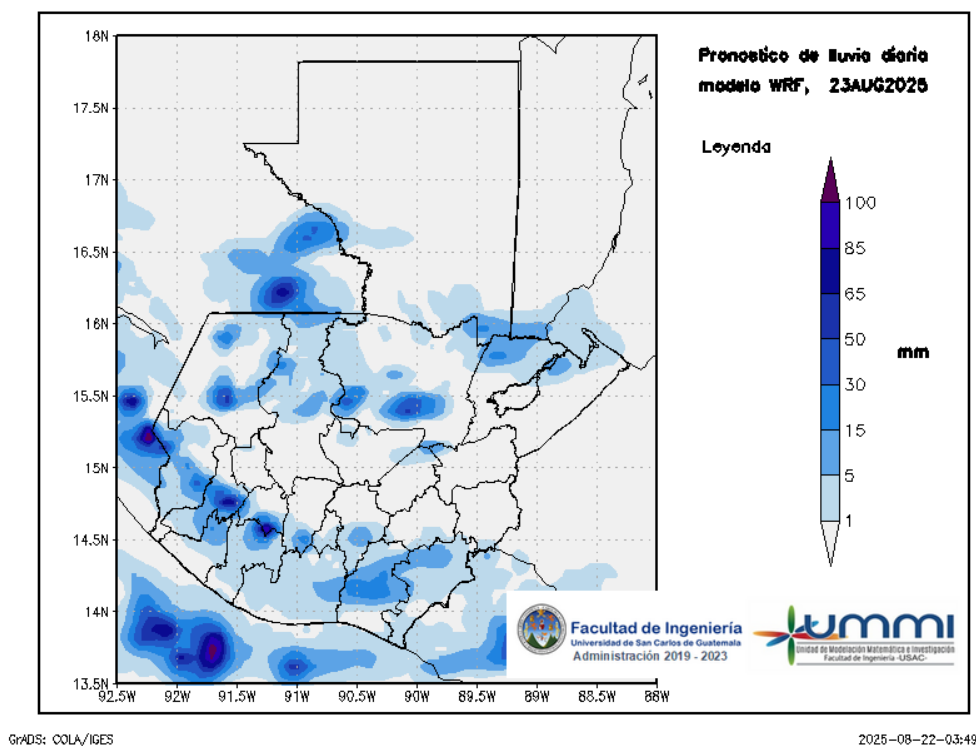 Pronostico de lluvia diaria
modelo WRF, 23AUG2025
Leyenda
100
85
65
50
30
15
5
1
mm
18N
17.5N
17N
16.5N
16N
15.5N
15N
14.5N
14N
13.5N
92.5W 92W 91.5W 91W 90.5W 90W 89.5W 89W 88.5W 88W
Facultad de Ingeniería
Universidad de San Carlos de Guatemala
Administración 2019 - 2023
ummi
Unidad de Modelación Matemática e Investigación
Facultad de Ingeniería -USAC-
GrADS: COLA/IGES
2025-08-22-03:49